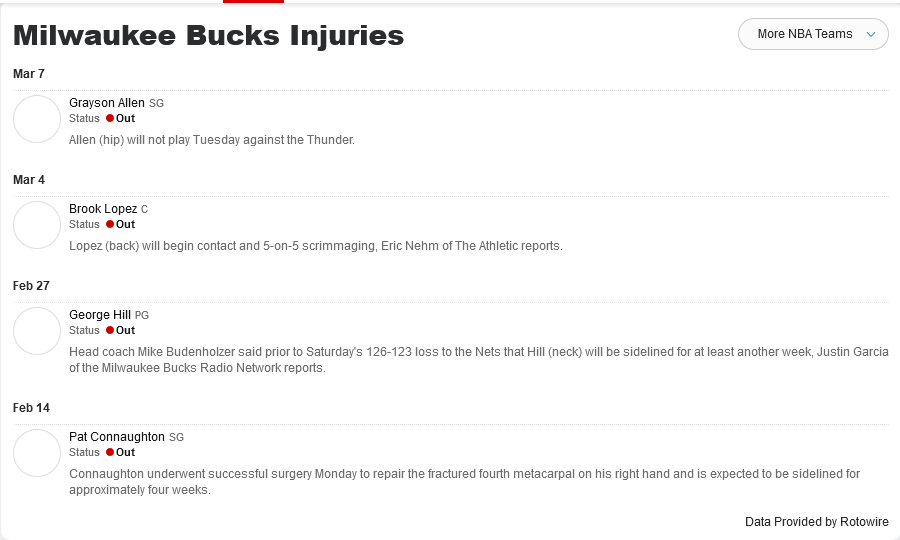 Milwaukee Bucks Injuries
More NBA Teams
Mar 7
Grayson Allen SG
Status Out
Allen (hip) will not play Tuesday against the Thunder.
Mar 4
Brook Lopez C
Status Out
Lopez (back) will begin contact and 5-on-5 scrimmaging, Eric Nehm of The Athletic reports.
Feb 27
George Hill PG
Status Out
Head coach Mike Budenholzer said prior to Saturday's 126-123 loss to the Nets that Hill (neck) will be sidelined for at least another week, Justin Garcia
of the Milwaukee Bucks Radio Network reports.
Feb 14
Pat Connaughton SG
Status Out
Connaughton underwent successful surgery Monday to repair the fractured fourth metacarpal on his right hand and is expected to be sidelined for
approximately four weeks.
Data Provided by Rotowire